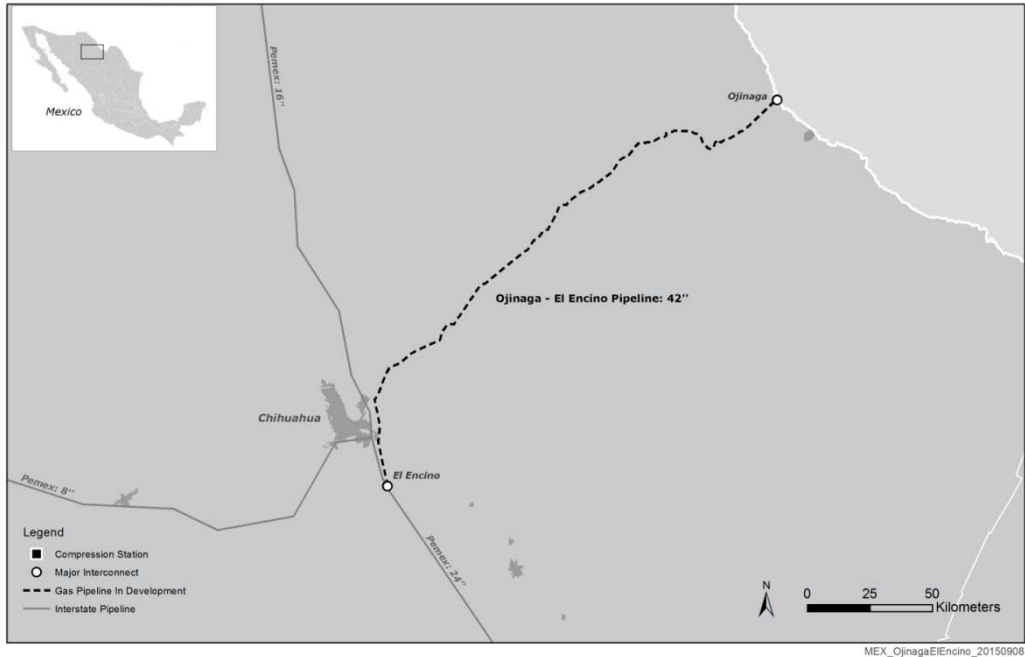 Mexico
Pemex: 16''
Ojinaga
Ojinaga - El Encino Pipeline: 42''
Chihuahua
El Encino
Pemex: 8''
Pemex: 24''
Legend
Compression Station
Major Interconnect
Gas Pipeline In Development
Interstate Pipeline
N
0 25 50
Kilometers
MEX_OjinagaElEncino_20150908